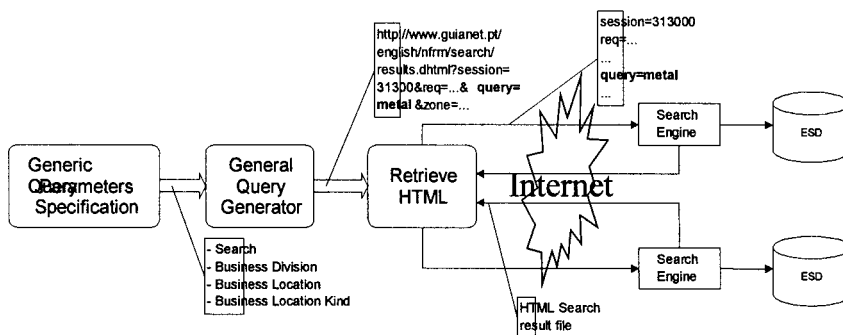 http://www.guianet.pt/
english/nfrm/search/
results.dhtml?session=
31300&req=...& query=
metal &zone=...
session=313000
req=...
...
query=metal
...
Search
Engine
ESD
Generic
Query Parameters
Specification
General
Query
Generator
Retrieve
HTML
Internet
- Search
- Business Division
- Business Location
- Business Location Kind
Search
Engine
ESD
HTML Search
result file